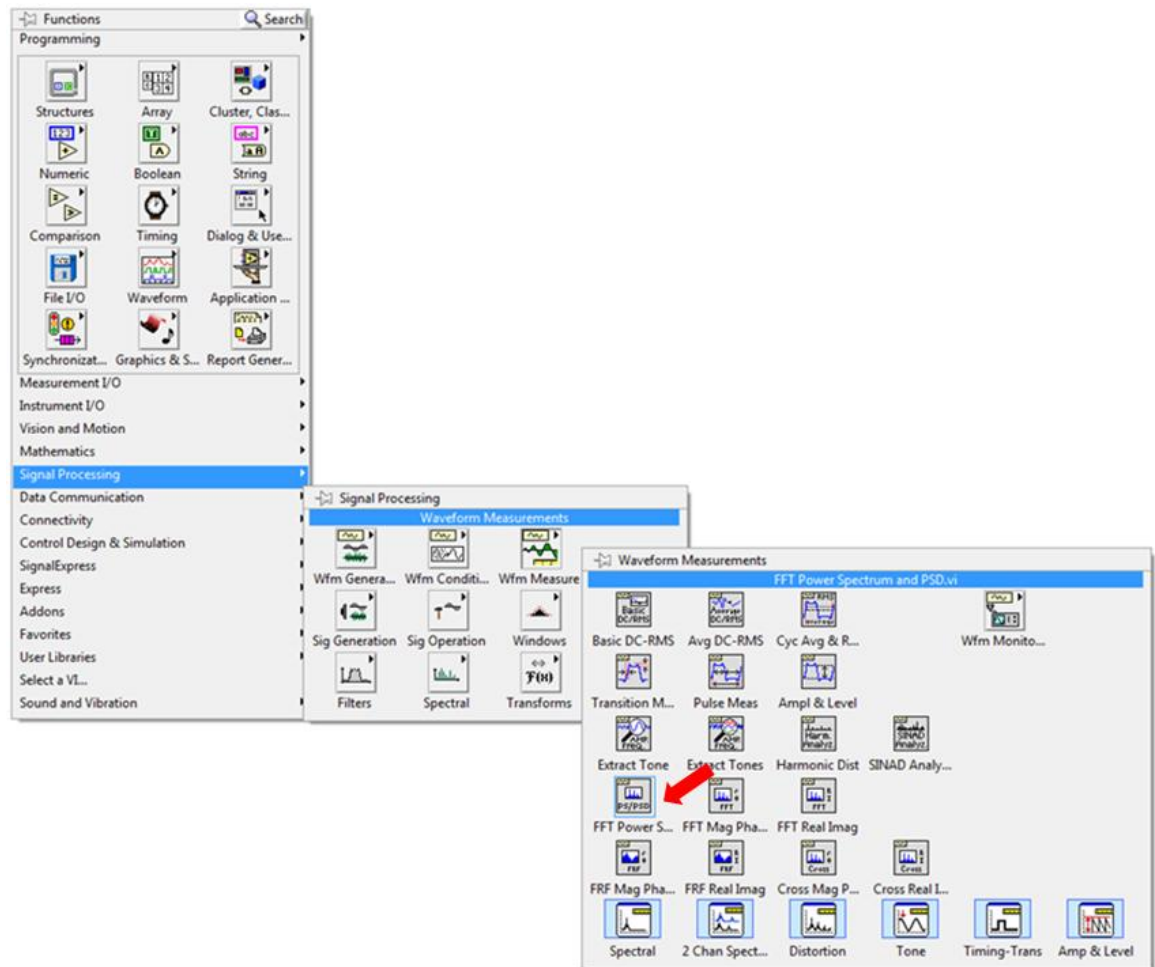 Functions Search
Programming
Structures Array Cluster, Clas...
Numeric Boolean String
Comparison Timing Dialog & Use...
File I/O Waveform Application ...
Synchronizat... Graphics & S... Report Gener...
Measurement I/O
Instrument I/O
Vision and Motion
Mathematics
Signal Processing
Data Communication
Connectivity
Control Design & Simulation
SignalExpress
Express
Addons
Favorites
User Libraries
Select a VI...
Sound and Vibration
Signal Processing
Waveform Measurements
Wfm Genera... Wfm Conditi... Wfm Measure
Sig Generation Sig Operation Windows
Filters Spectral Transforms
Waveform Measurements
FFT Power Spectrum and PSD.vi
Basic DC-RMS Avg DC-RMS Cyc Avg & R... Wfm Monito...
Transition M... Pulse Meas Ampl & Level
Extract Tone Extract Tones Harmonic Dist SINAD Analy...
PS/PSD
FFT Power S... FFT Mag Pha... FFT Real Imag
FRF Mag Pha... FRF Real Imag Cross Mag P... Cross Real I...
Spectral 2 Chan Spect... Distortion Tone Timing-Trans Amp & Level